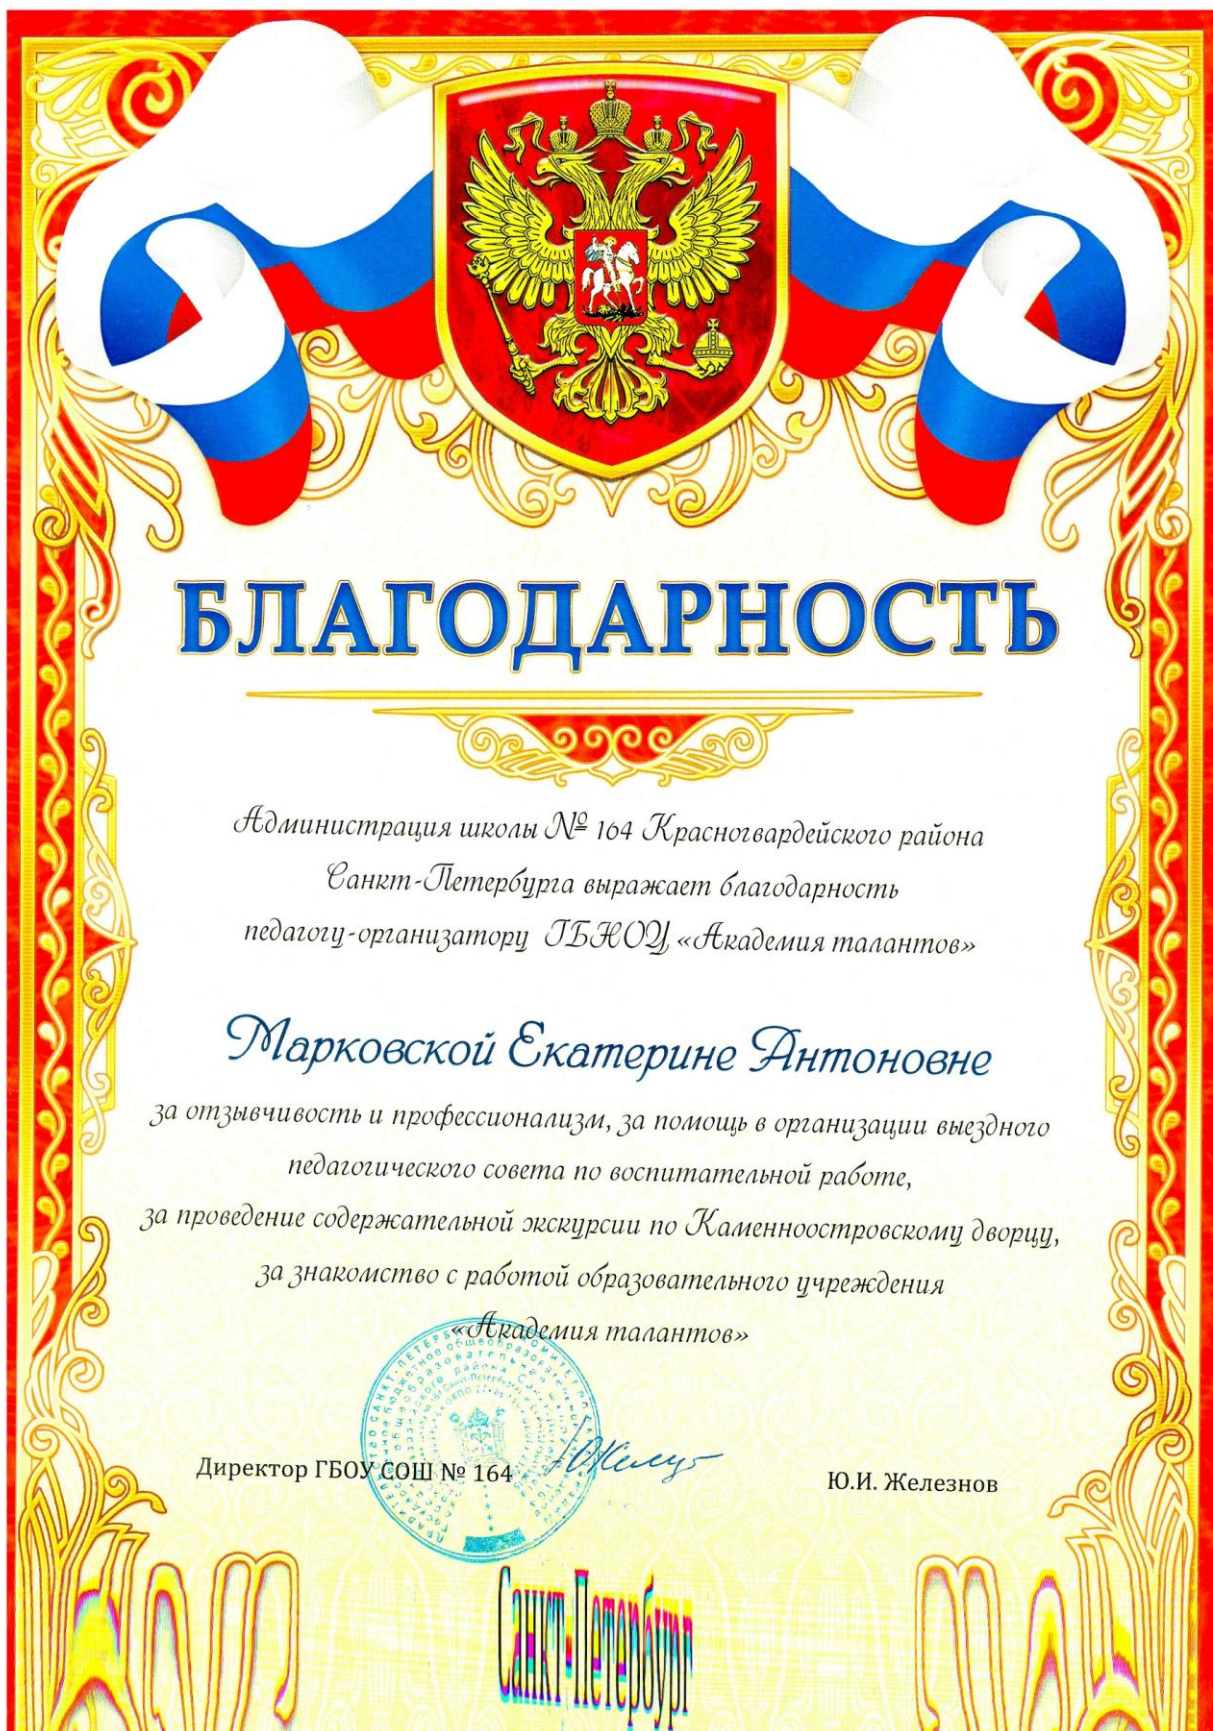 БЛАГОДАРНОСТЬ
Администрация школы № 164 Красногвардейского района
Санкт-Петербурга выражает благодарность
педагогу-организатору ГБНОУ «Академия талантов»
Марковской Екатерине Антоновне
за отзывчивость и профессионализм, за помощь в организации выездного
педагогического совета по воспитательной работе,
за проведение содержательной экскурсии по Каменноостровскому дворцу,
за знакомство с работой образовательного учреждения
«Академия талантов»
Директор ГБОУ СОШ № 164
Ю.И. Железнов
Санкт-Петербург